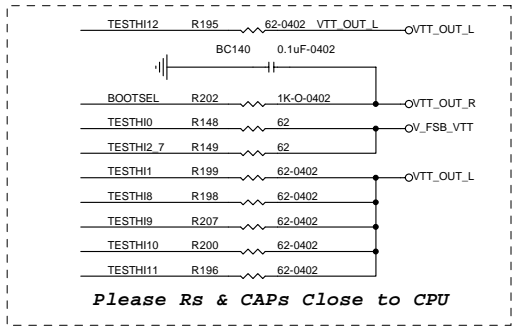 TESTHI12 R195 62-0402 VTT_OUT_L VTT_OUT_L
BC140 0.1uF-0402
BOOTSEL R202 1K-O-0402 VTT_OUT_R
TESTHI0 R148 62 V_FSB_VTT
TESTHI2_7 R149 62
TESTHI1 R199 62-0402 VTT_OUT_L
TESTHI8 R198 62-0402
TESTHI9 R207 62-0402
TESTHI10 R200 62-0402
TESTHI11 R196 62-0402
Please Rs & CAPs Close to CPU